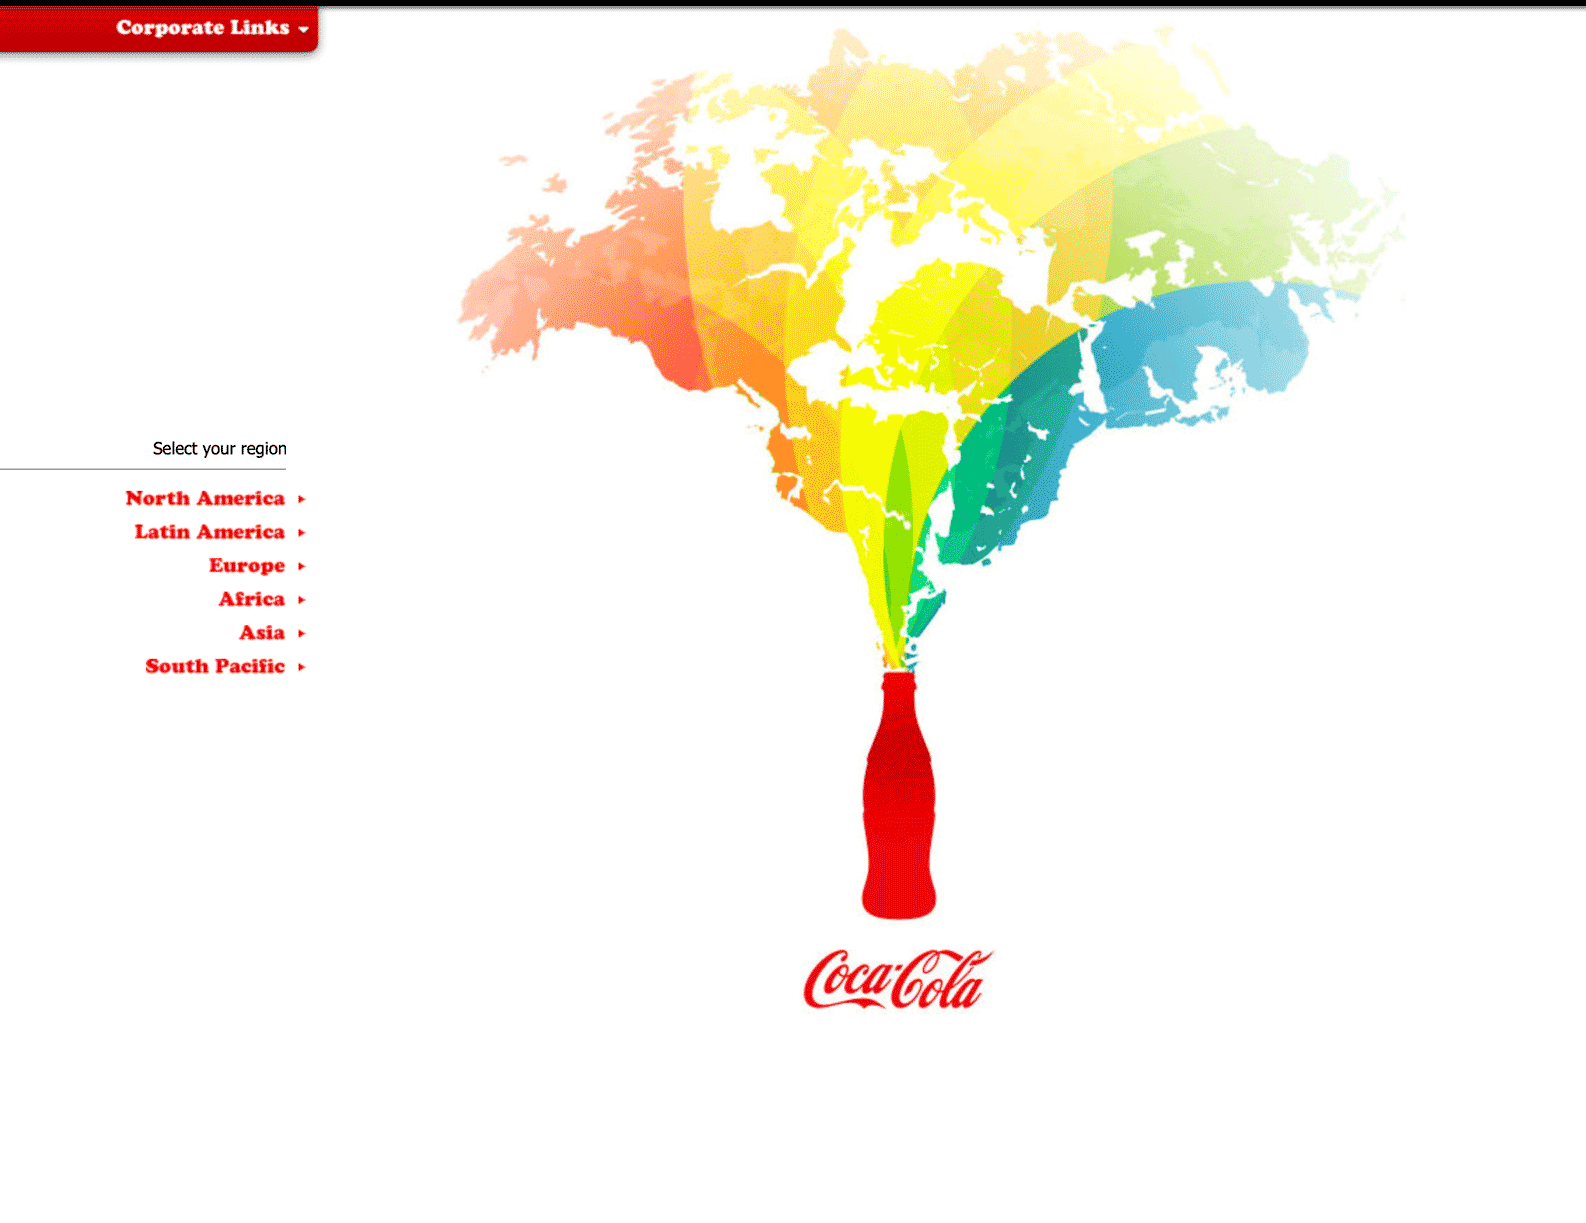 Corporate Links
Select your region
North America
Latin America
Europe
Africa
Asia
South Pacific
Coca-Cola